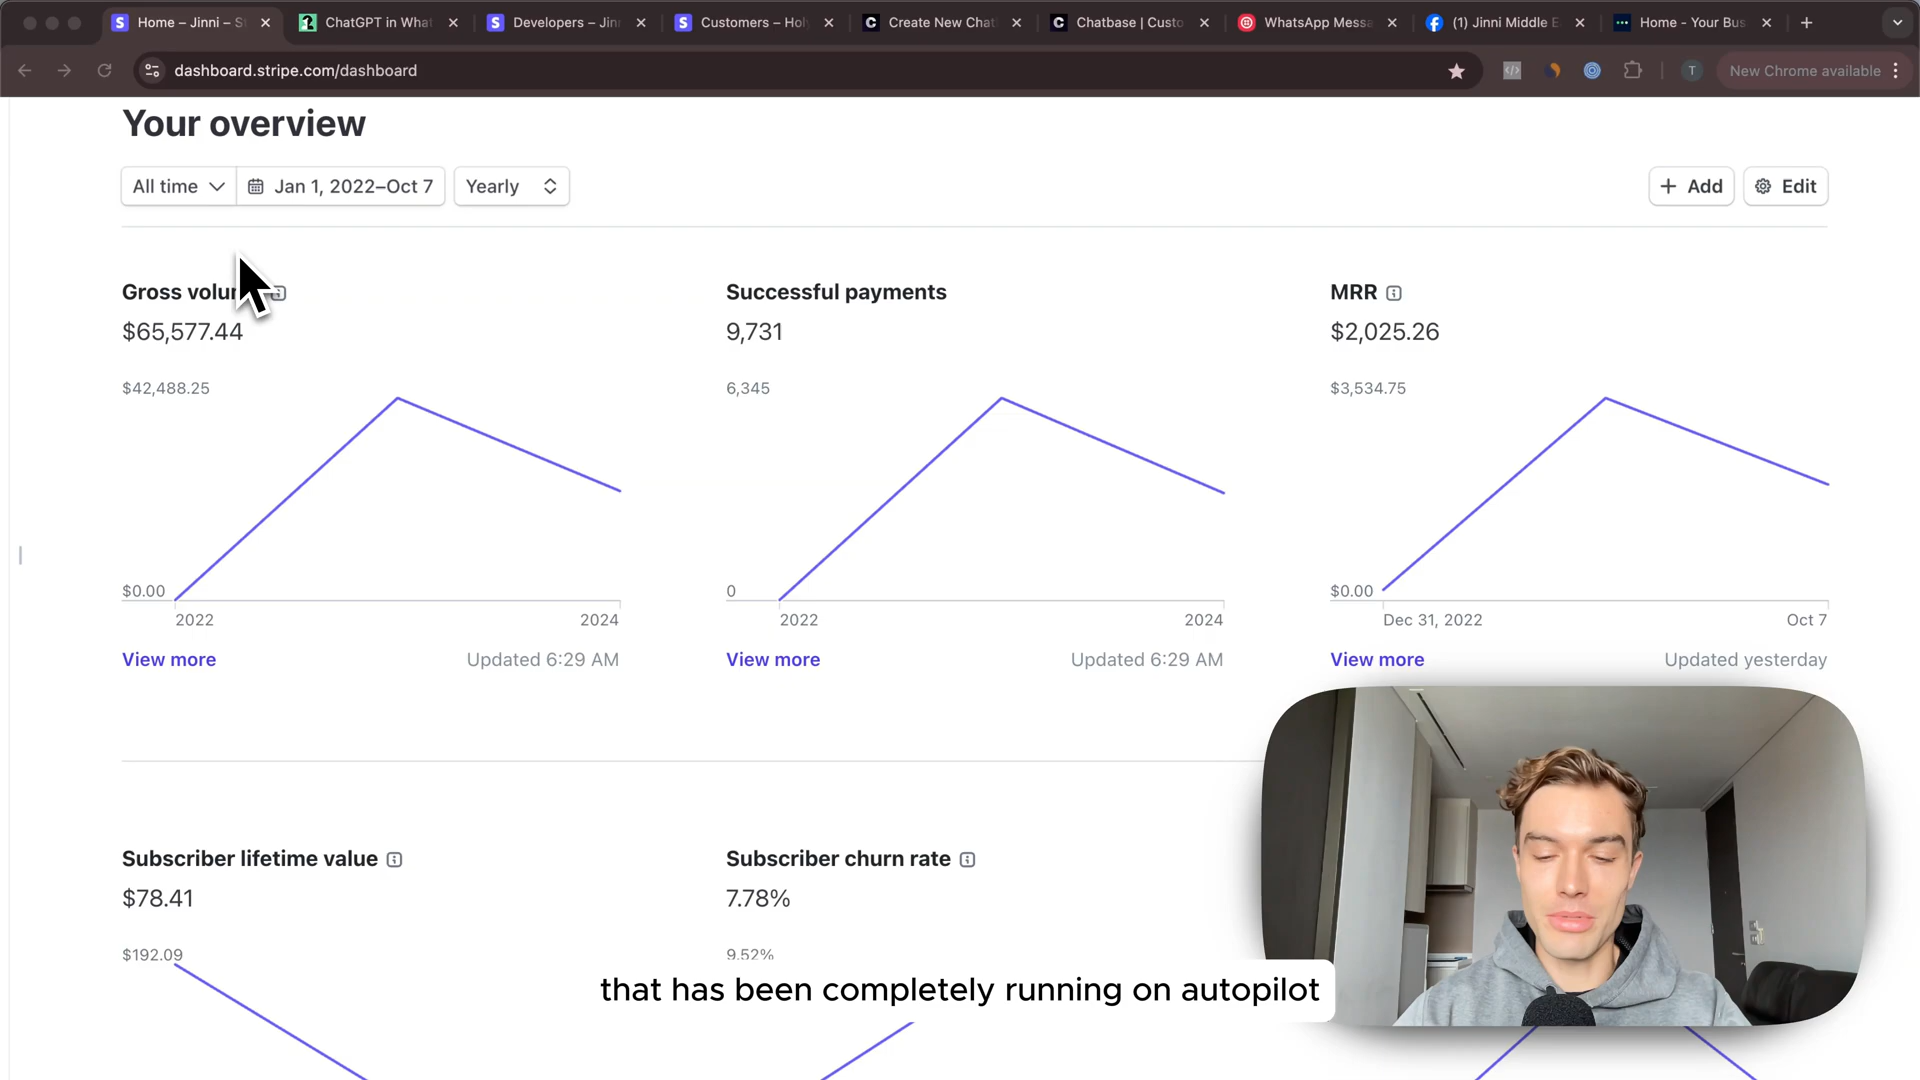 Home – Jinni – S
ChatGPT in What
Developers – Jin
Customers – Hol
Create New Chat
Chatbase | Custo
WhatsApp Messa
(1) Jinni Middle E
Home - Your Bus
dashboard.stripe.com/dashboard
T
New Chrome available
Your overview
All time
Jan 1, 2022–Oct 7
Yearly
+ Add
Edit
Gross volu
Successful payments
MRR
$65,577.44
9,731
$2,025.26
$42,488.25
6,345
$3,534.75
$0.00
0
$0.00
2022
2024
2022
2024
Dec 31, 2022
Oct 7
View more
Updated 6:29 AM
View more
Updated 6:29 AM
View more
Updated yesterday
Subscriber lifetime value
Subscriber churn rate
$78.41
7.78%
$192.09
9.52%
that has been completely running on autopilot